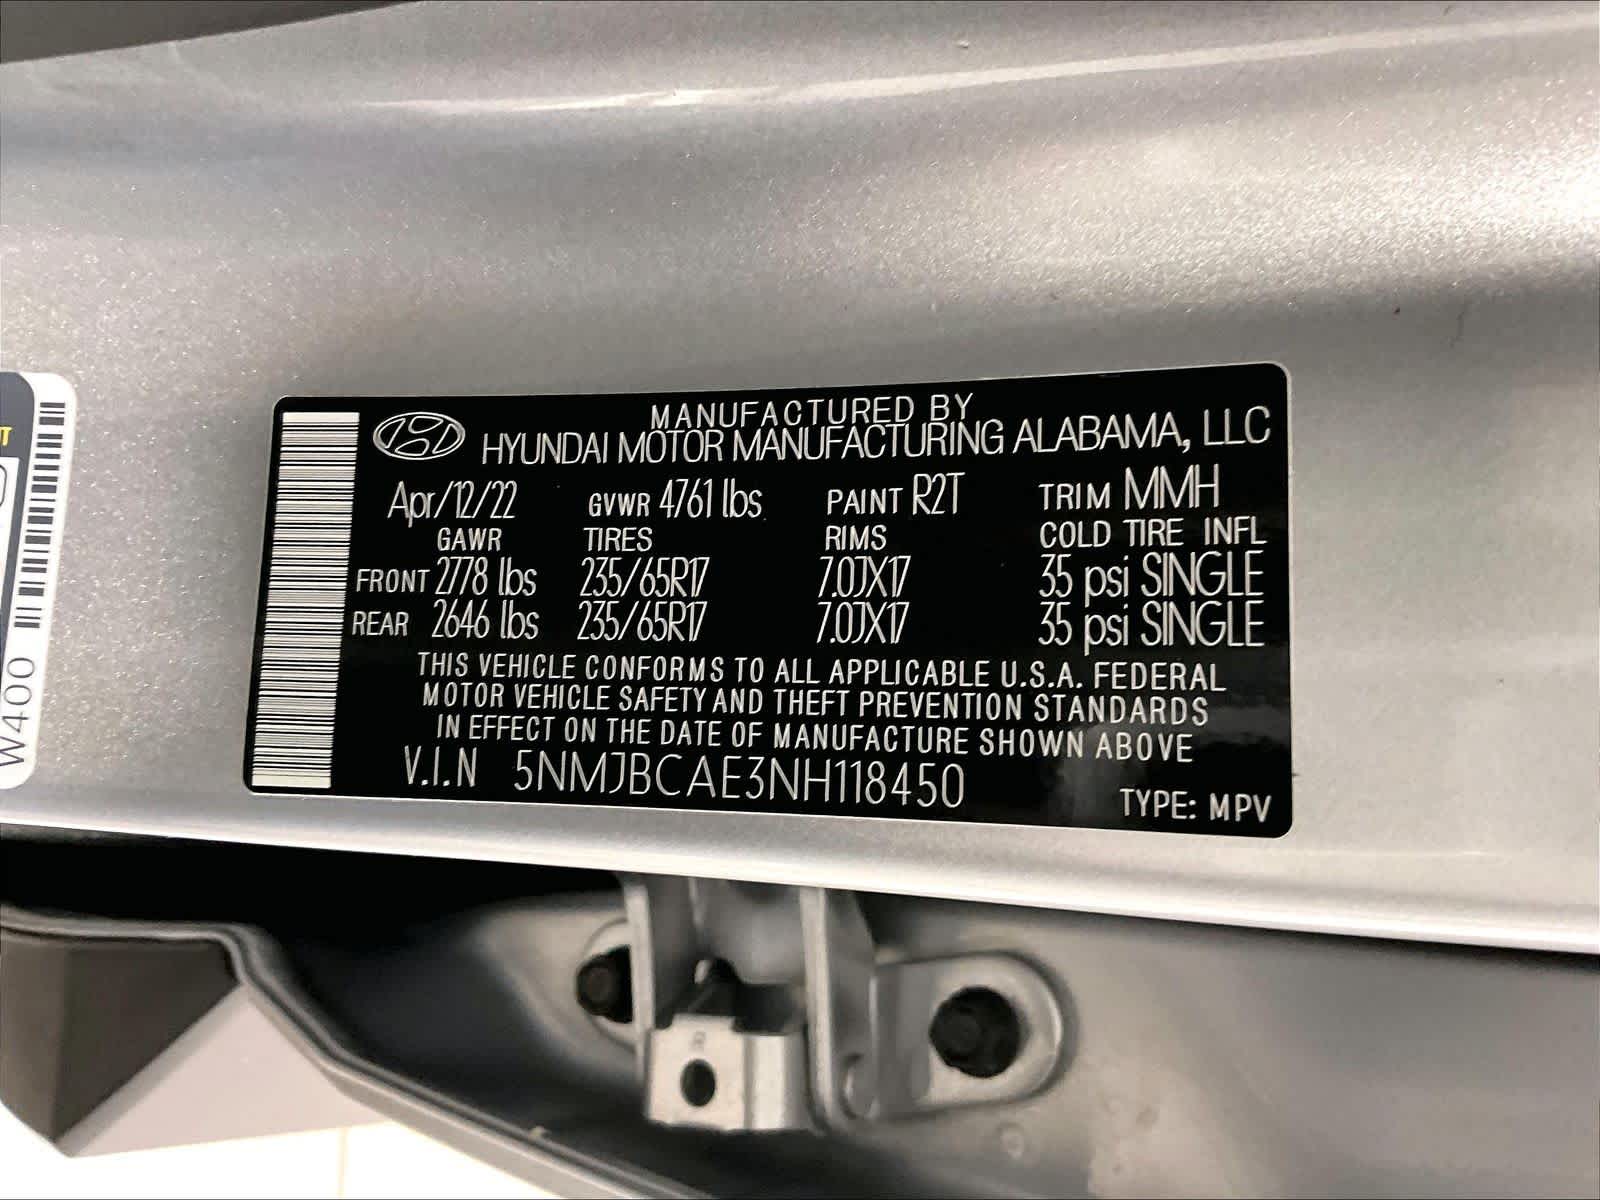 MANUFACTURED BY
HYUNDAI MOTOR MANUFACTURING ALABAMA, LLC
Apr/12/22 GVWR 4761 lbs PAINT R2T TRIM MMH
GAWR TIRES RIMS COLD TIRE INFL
FRONT 2778 lbs 235/65R17 7.0JX17 35 psi SINGLE
REAR 2646 lbs 235/65R17 7.0JX17 35 psi SINGLE
THIS VEHICLE CONFORMS TO ALL APPLICABLE U.S.A. FEDERAL
MOTOR VEHICLE SAFETY AND THEFT PREVENTION STANDARDS
IN EFFECT ON THE DATE OF MANUFACTURE SHOWN ABOVE
V.I.N 5NMJBCAE3NH118450
TYPE: MPV
W400